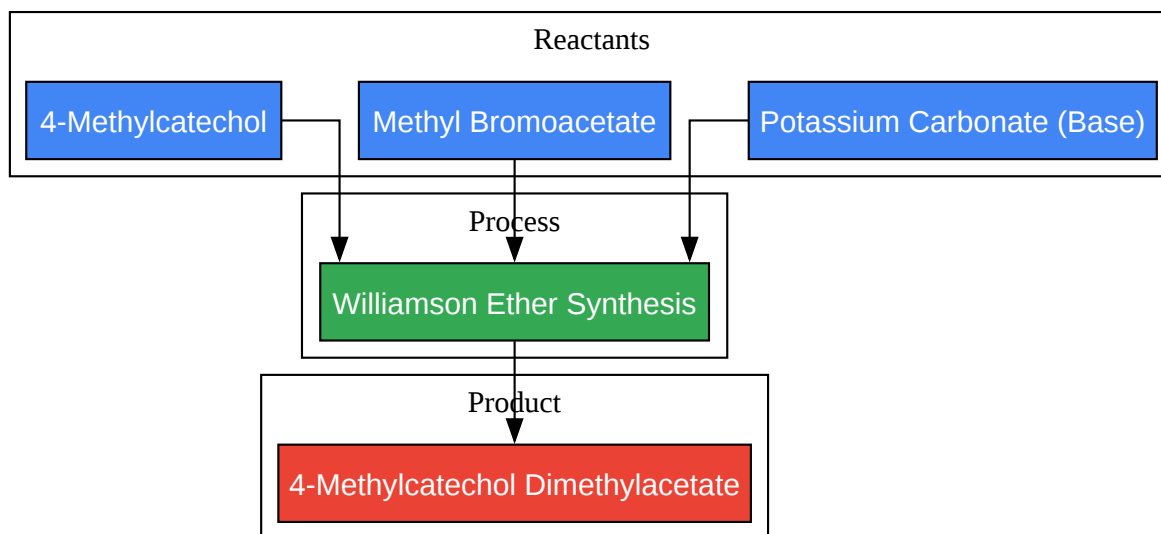 Reactants
4-Methylcatechol
Methyl Bromoacetate
Potassium Carbonate (Base)
Process
Williamson Ether Synthesis
Product
4-Methylcatechol Dimethylacetate